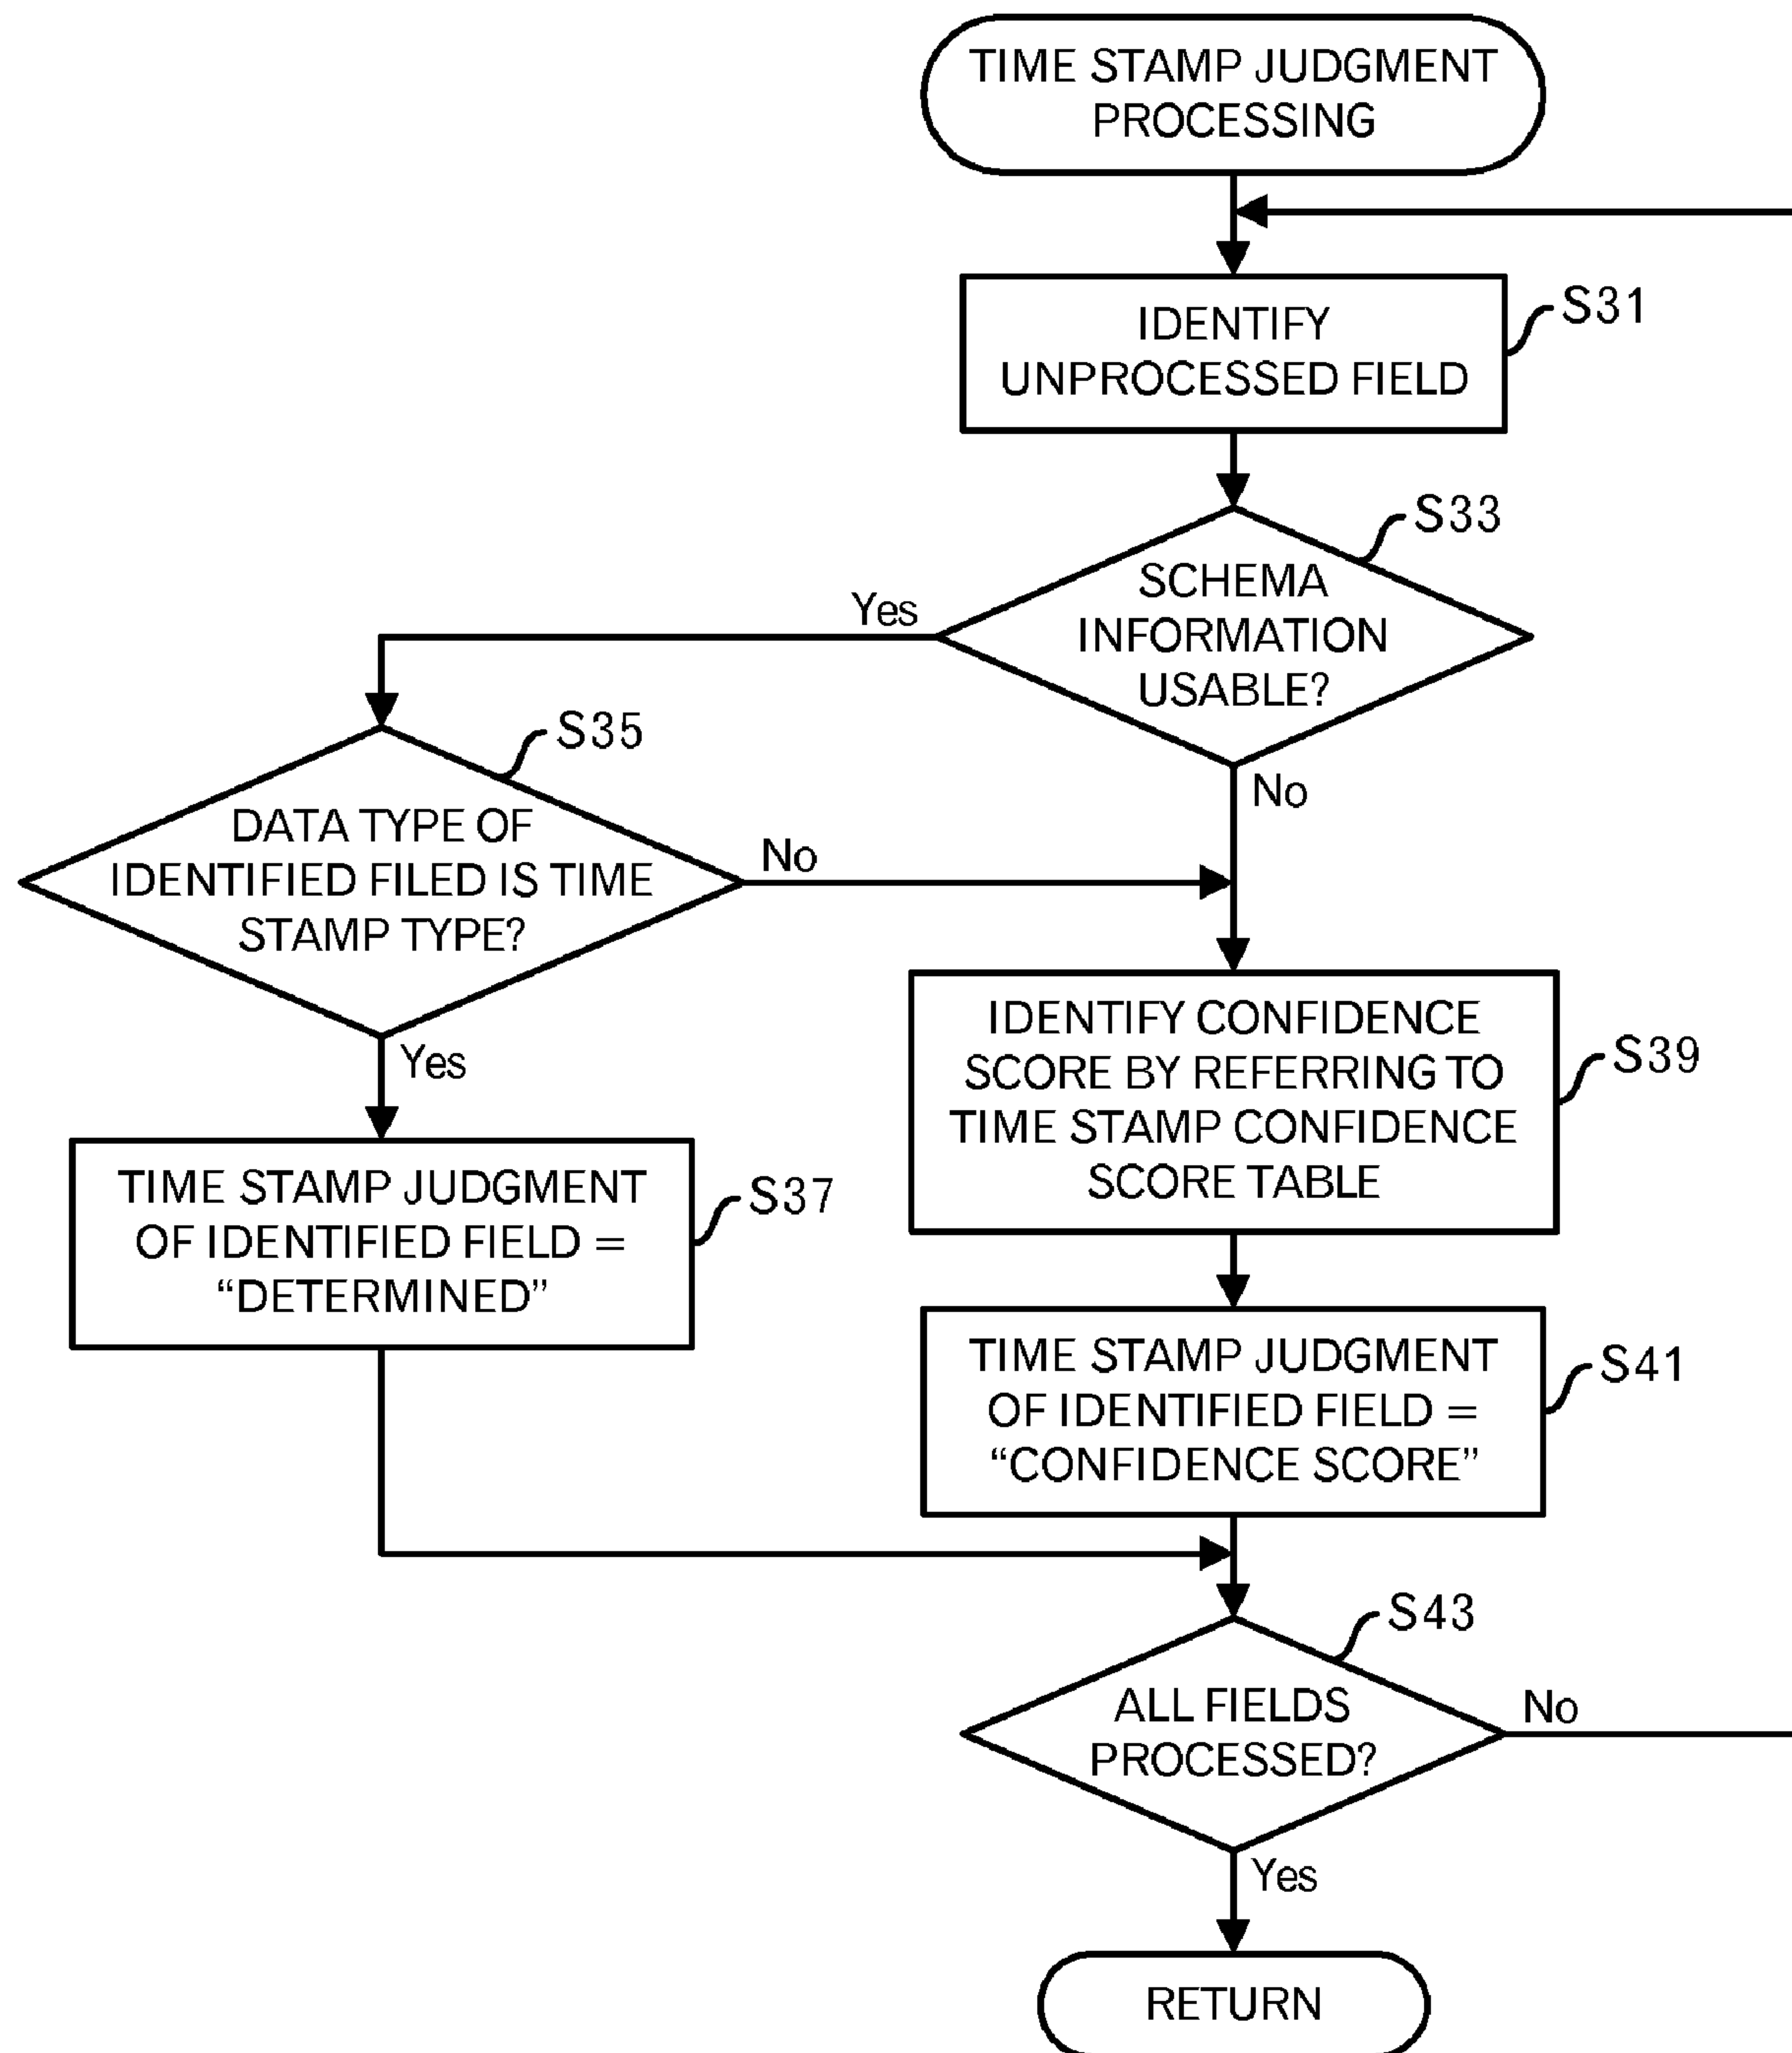 TIME STAMP JUDGMENT
PROCESSING
IDENTIFY
UNPROCESSED FIELD
S31
S33
SCHEMA
INFORMATION
USABLE?
Yes
No
S35
DATA TYPE OF
IDENTIFIED FILED IS TIME
STAMP TYPE?
No
Yes
TIME STAMP JUDGMENT
OF IDENTIFIED FIELD =
“DETERMINED”
S37
IDENTIFY CONFIDENCE
SCORE BY REFERRING TO
TIME STAMP CONFIDENCE
SCORE TABLE
S39
TIME STAMP JUDGMENT
OF IDENTIFIED FIELD =
“CONFIDENCE SCORE”
S41
S43
ALL FIELDS
PROCESSED?
No
Yes
RETURN